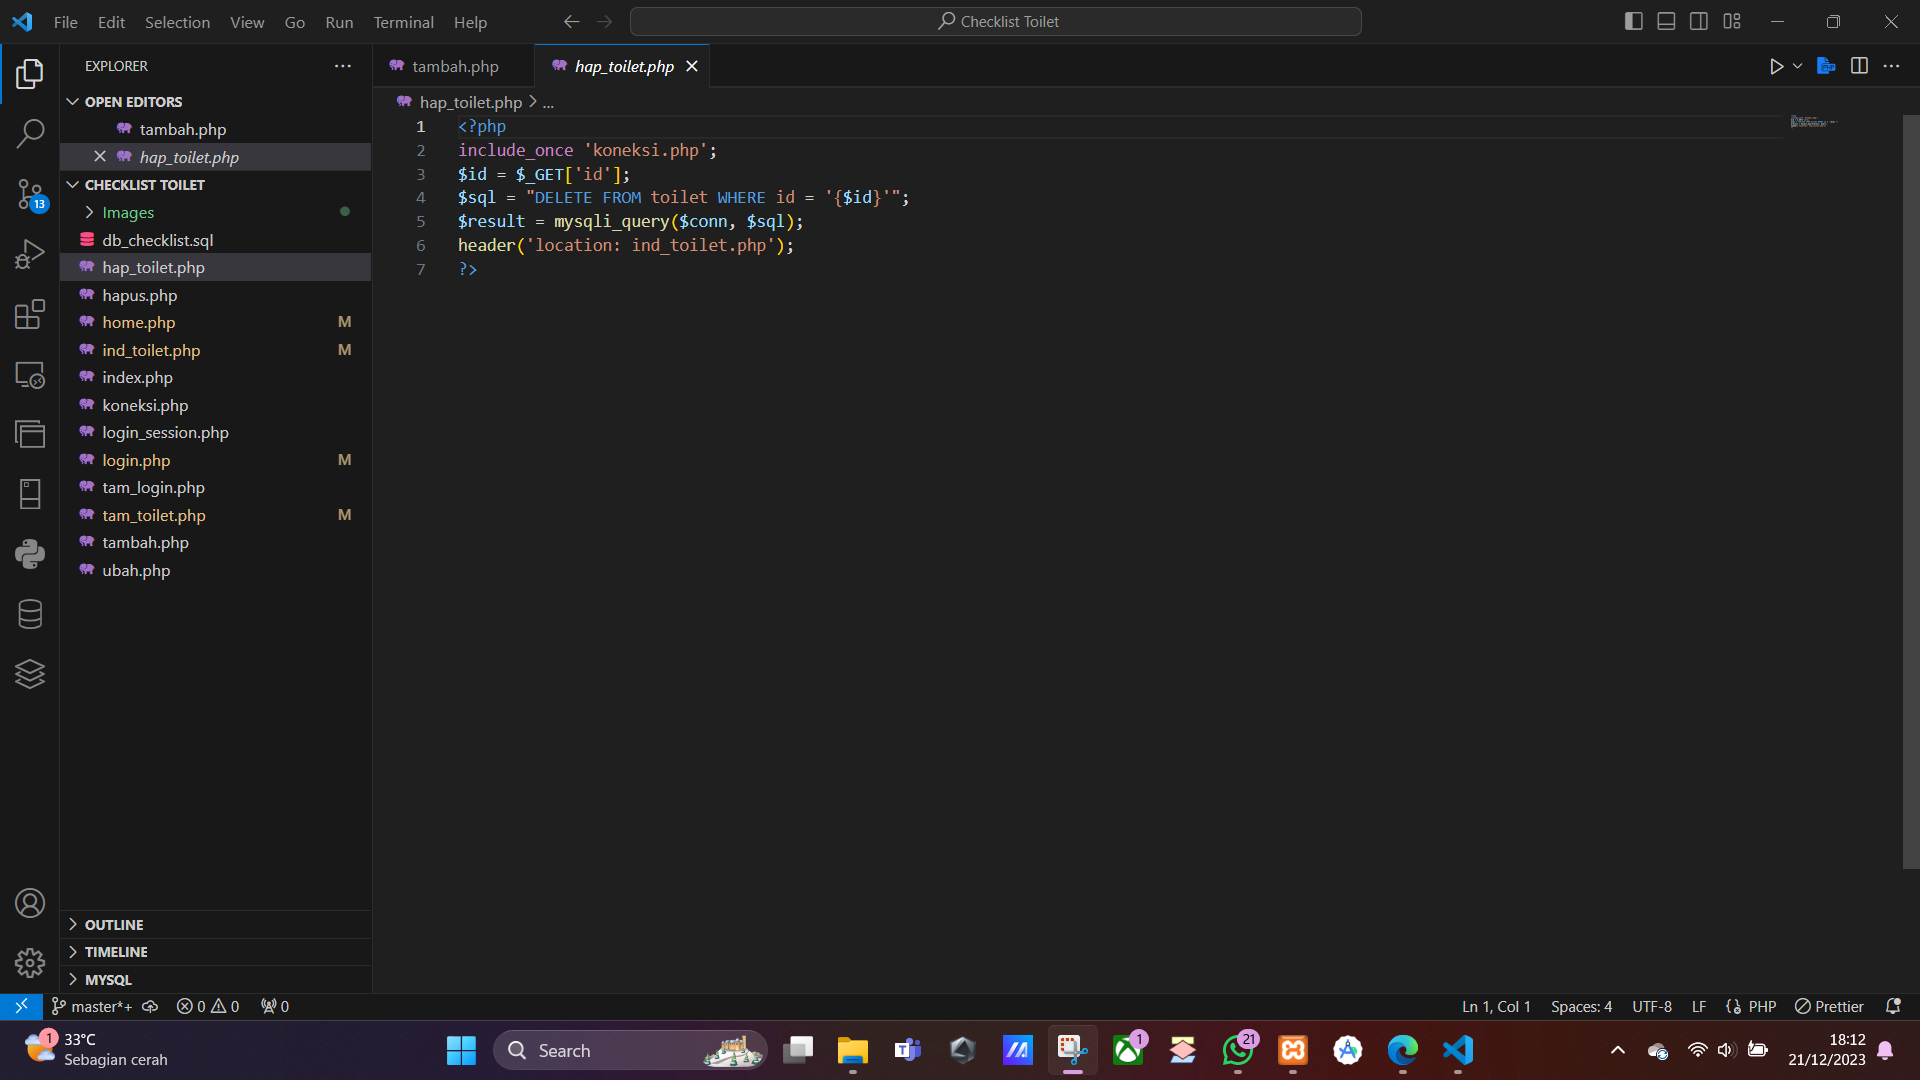 File Edit Selection View Go Run Terminal Help
Checklist Toilet
EXPLORER
OPEN EDITORS
tambah.php
hap_toilet.php
CHECKLIST TOILET
Images
db_checklist.sql
hap_toilet.php
hapus.php
home.php M
ind_toilet.php M
index.php
koneksi.php
login_session.php
login.php M
tam_login.php
tam_toilet.php M
tambah.php
ubah.php
OUTLINE
TIMELINE
MYSQL
13
tambah.php hap_toilet.php
hap_toilet.php > ...
1 <?php
2 include_once 'koneksi.php';
3 $id = $_GET['id'];
4 $sql = "DELETE FROM toilet WHERE id = '{$id}'";
5 $result = mysqli_query($conn, $sql);
6 header('location: ind_toilet.php');
7 ?>
master*+ 0 0 0
Ln 1, Col 1 Spaces: 4 UTF-8 LF PHP Prettier
1 33°C
Sebagian cerah
Search
1
21
18:12
21/12/2023